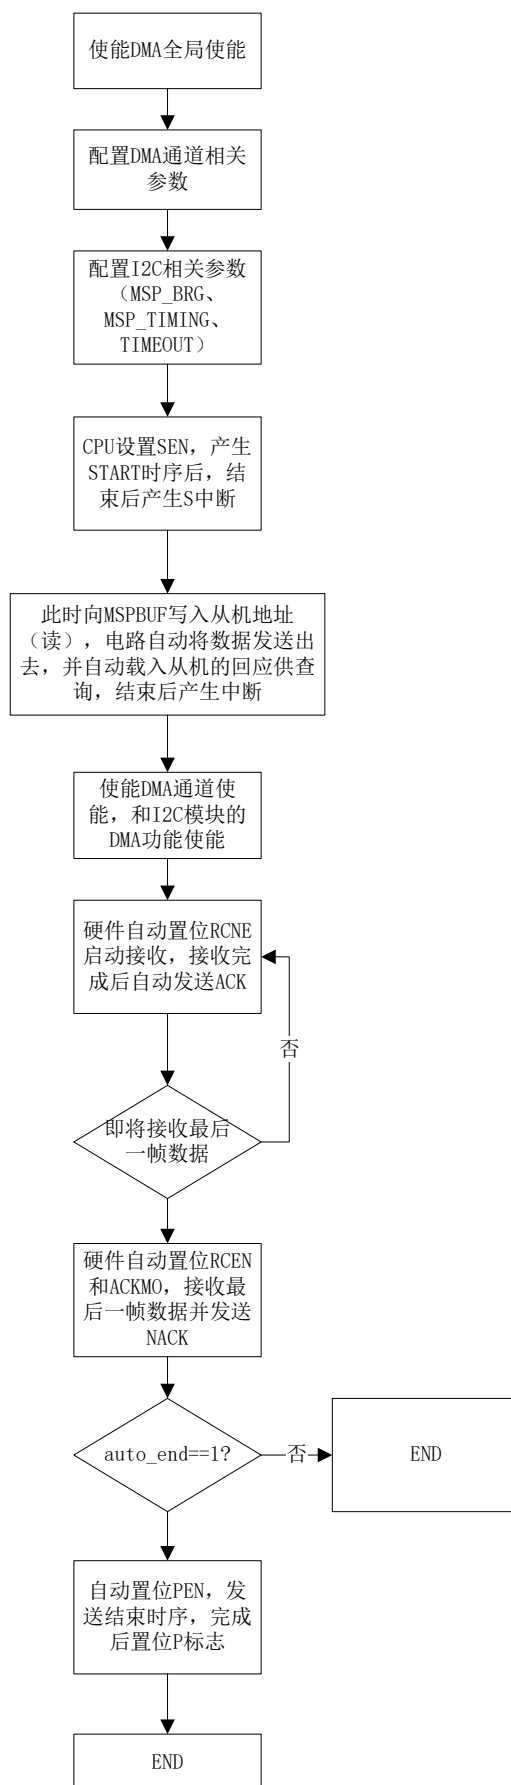 使能DMA全局使能
配置DMA通道相关
参数
配置I2C相关参数
（MSP_BRG、
MSP_TIMING、
TIMEOUT）
CPU设置SEN，产生
START时序后，结
束后产生S中断
此时向MSPBUF写入从机地址
（读），电路自动将数据发送出
去，并自动载入从机的回应供查
询，结束后产生中断
使能DMA通道使
能，和I2C模块的
DMA功能使能
硬件自动置位RCNE
启动接收，接收完
成后自动发送ACK
否
即将接收最后
一帧数据
硬件自动置位RCEN
和ACKMO，接收最
后一帧数据并发送
NACK
auto_end==1?
否
END
自动置位PEN，发
送结束时序，完成
后置位P标志
END